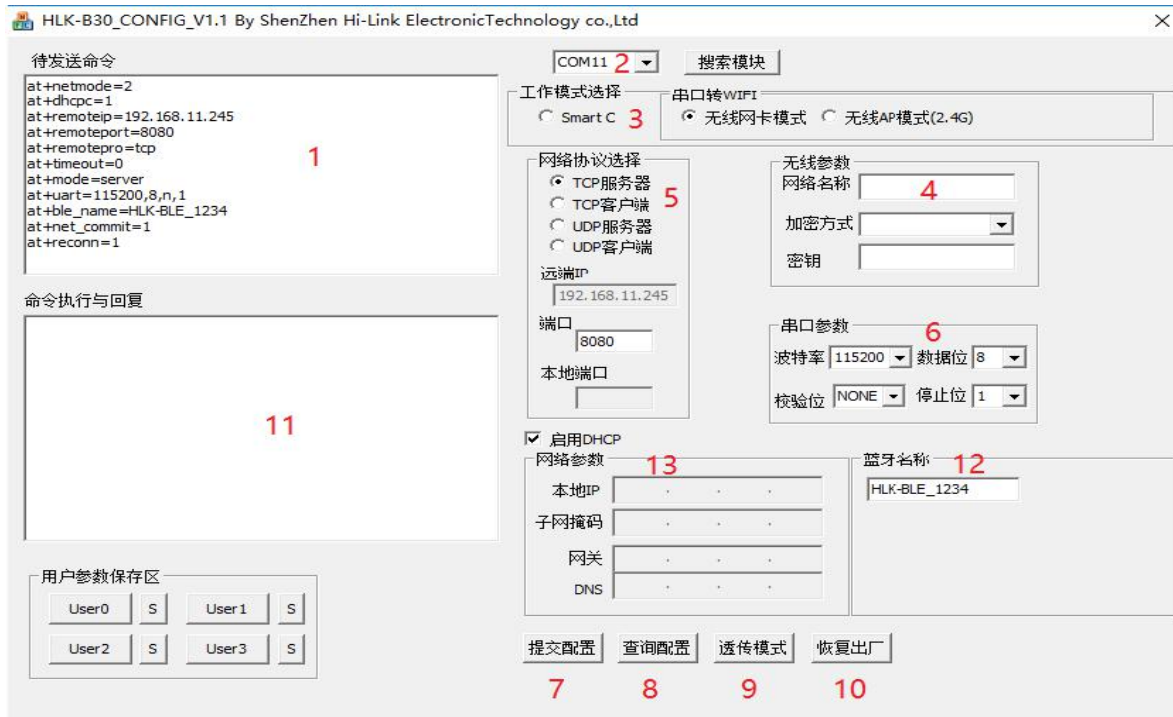 HLK-B30_CONFIG_V1.1 By ShenZhen Hi-Link ElectronicTechnology co.,Ltd
待发送命令
at+netmode=2
at+dhcpc=1
at+remoteip=192.168.11.245
at+remoteport=8080
at+remotepro=tcp
at+timeout=0
at+mode=server
at+uart=115200,8,n,1
at+ble_name=HLK-BLE_1234
at+net_commit=1
at+reconn=1
1
命令执行与回复
11
用户参数保存区
User0 S User1 S
User2 S User3 S
COM11 2 搜索模块
工作模式选择
Smart C 3
串口转WIFI
无线网卡模式 无线AP模式(2.4G)
网络协议选择
TCP服务器
TCP客户端
UDP服务器
UDP客户端
5
远端IP
192.168.11.245
端口
8080
本地端口
无线参数
网络名称 4
加密方式
密钥
串口参数 6
波特率 115200 数据位 8
校验位 NONE 停止位 1
启用DHCP
网络参数 13
本地IP . . .
子网掩码 . . .
网关 . . .
DNS . . .
蓝牙名称 12
HLK-BLE_1234
提交配置 查询配置 透传模式 恢复出厂
7 8 9 10